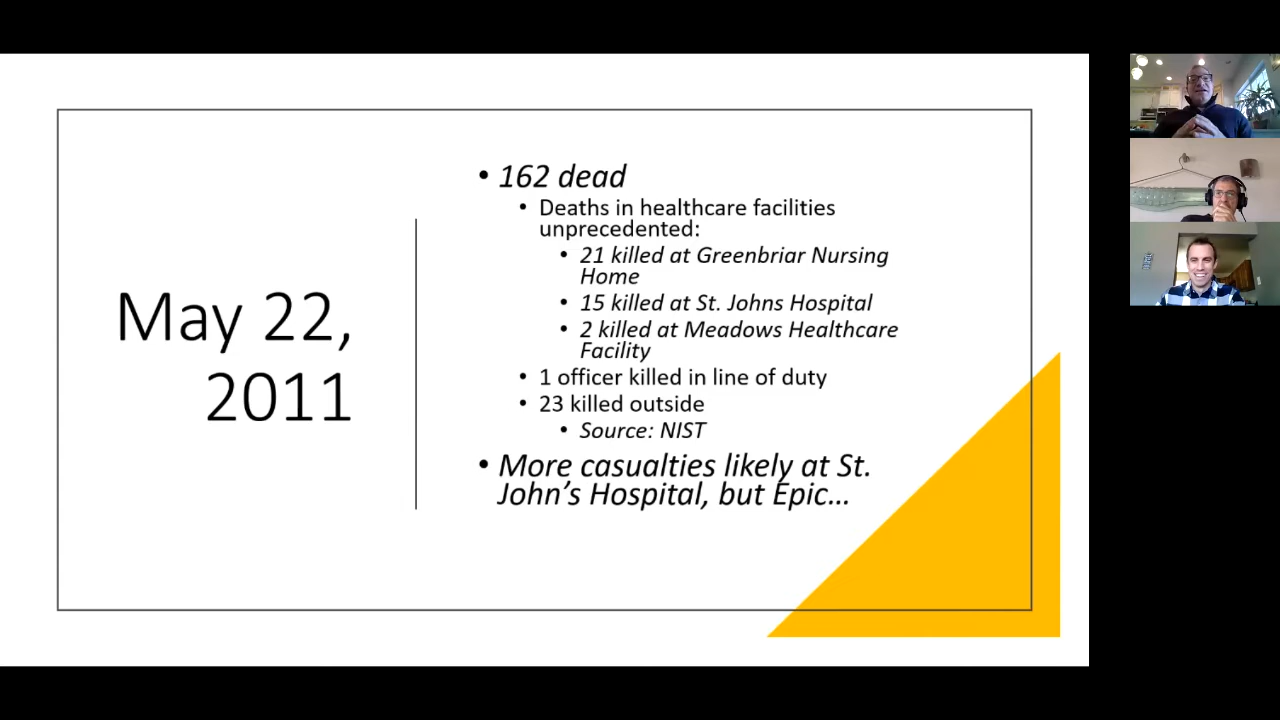 May 22,
2011
• 162 dead
• Deaths in healthcare facilities
unprecedented:
• 21 killed at Greenbriar Nursing
Home
• 15 killed at St. Johns Hospital
• 2 killed at Meadows Healthcare
Facility
• 1 officer killed in line of duty
• 23 killed outside
• Source: NIST
• More casualties likely at St.
John’s Hospital, but Epic…